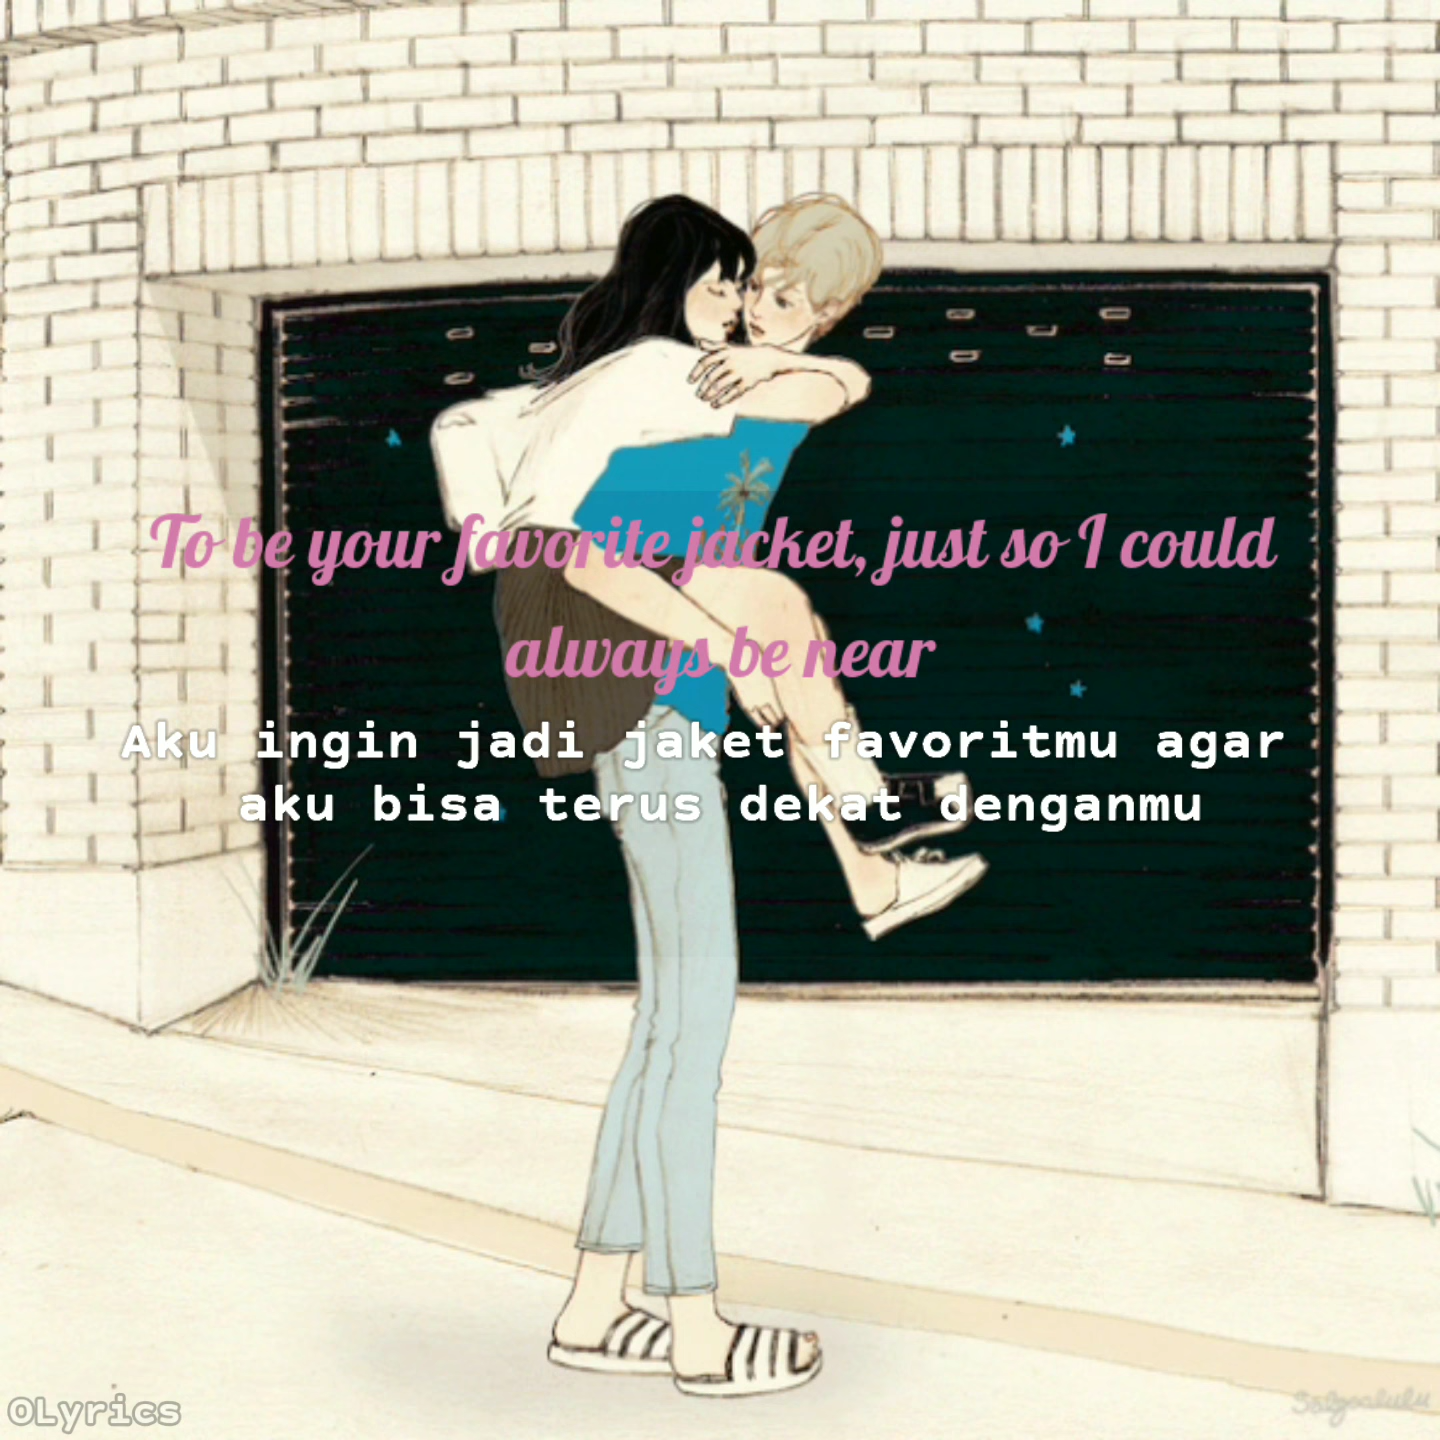 To be your favorite jacket, just so I could
always be near
Aku ingin jadi jaket favoritmu agar
aku bisa terus dekat denganmu
OLyrics